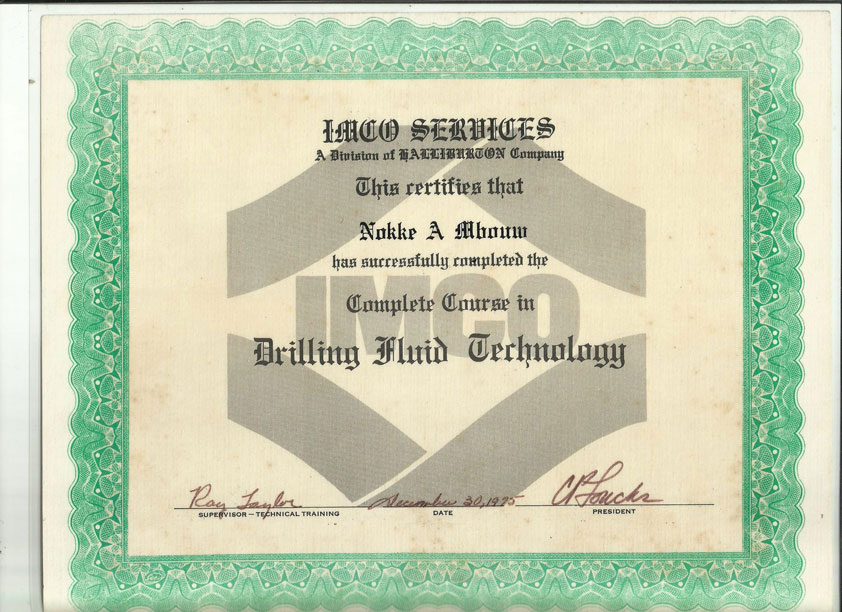 IMCO SERVICES
A Division of HALLIBURTON Company
This certifies that
Nokke A Mbouw
has successfully completed the
IMCO
Complete Course in
Drilling Fluid Technology
Ray Taylor
SUPERVISOR – TECHNICAL TRAINING
December 30, 1975
DATE
PRESIDENT